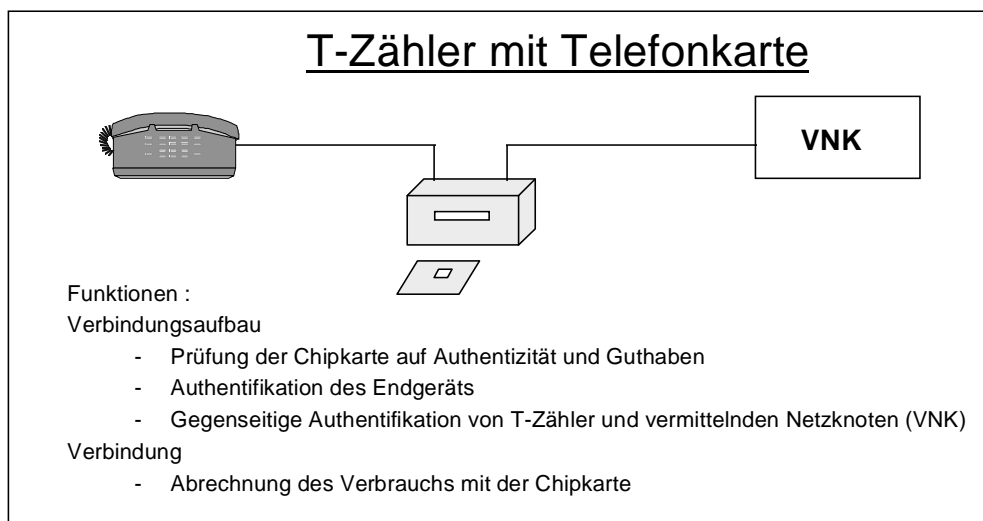 T-Zähler mit Telefonkarte
VNK
Funktionen :
Verbindungsaufbau
- Prüfung der Chipkarte auf Authentizität und Guthaben
- Authentifikation des Endgeräts
- Gegenseitige Authentifikation von T-Zähler und vermittelnden Netzknoten (VNK)
Verbindung
- Abrechnung des Verbrauchs mit der Chipkarte